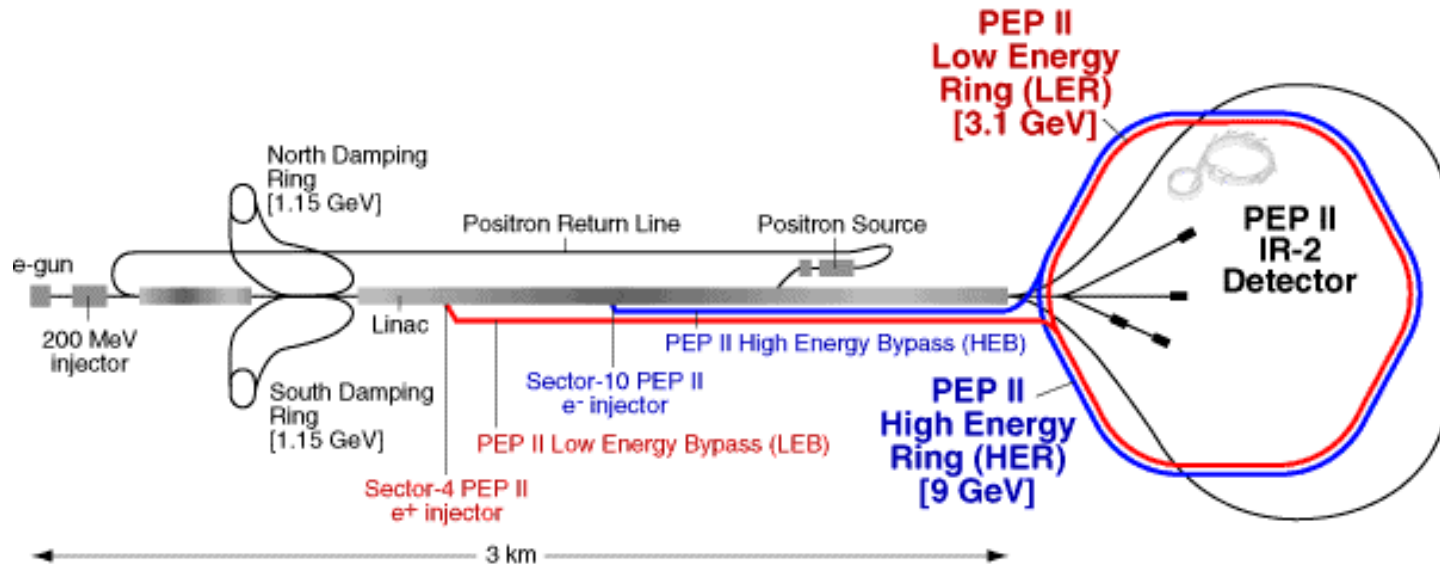 PEP II
Low Energy
Ring (LER)
[3.1 GeV]
North Damping
Ring
[1.15 GeV]
Positron Return Line
Positron Source
e-gun
200 MeV
injector
Linac
PEP II
IR-2
Detector
PEP II High Energy Bypass (HEB)
Sector-10 PEP II
e- injector
South Damping
Ring
[1.15 GeV]
PEP II Low Energy Bypass (LEB)
PEP II
High Energy
Ring (HER)
[9 GeV]
Sector-4 PEP II
e+ injector
3 km